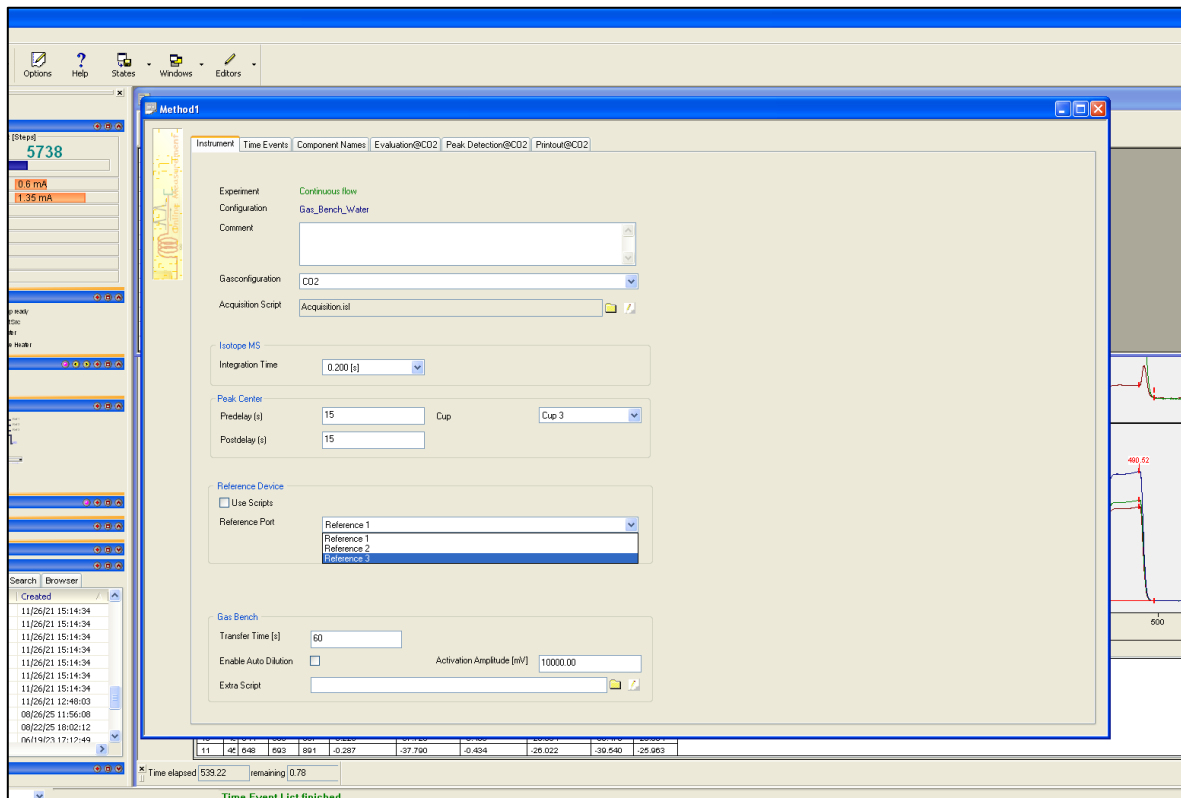 Options Help States Windows Editors
[Steps]
5738
0.6 mA
1.35 mA
Method1
Instrument Time Events Component Names Evaluation@CO2 Peak Detection@CO2 Printout@CO2
Experiment Continuous flow
Configuration Gas_Bench_Water
Comment
Gasconfiguration CO2
Acquisition Script Acquisition.isl
Isotope MS
Integration Time 0.200 [s]
Peak Center
Predelay (s) 15 Cup Cup 3
Postdelay (s) 15
Reference Device
Use Scripts
Reference Port Reference 1
Reference 1
Reference 2
Reference 3
Gas Bench
Transfer Time [s] 60
Enable Auto Dilution Activation Amplitude [mV] 10000.00
Extra Script
p ready
Heater
480.52
500
Search Browser
Created
11/26/21 15:14:34
11/26/21 15:14:34
11/26/21 15:14:34
11/26/21 15:14:34
11/26/21 15:14:34
11/26/21 15:14:34
11/26/21 15:14:34
11/26/21 12:48:03
08/26/25 11:56:08
08/22/25 18:02:12
06/19/23 17:12:49
11 648 693 891 -0.287 -37.790 -0.434 -26.022 -39.540 -25.963
Time elapsed 539.22 remaining 0.78
Time Event List finished